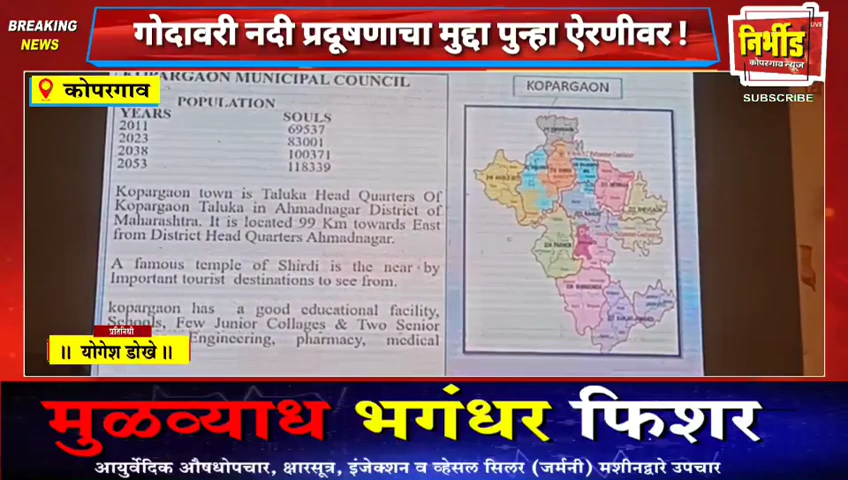 BREAKING
NEWS
गोदावरी नदी प्रदूषणाचा मुद्दा पुन्हा ऐरणीवर !
LIVE
निर्भीड
कोपरगाव न्यूज
SUBSCRIBE
कोपरगाव
KOPARGAON MUNICIPAL COUNCIL
POPULATION
YEARS SOULS
2011 69537
2023 83001
2038 100371
2053 118339
Kopargaon town is Taluka Head Quarters Of
Kopargaon Taluka in Ahmadnagar District of
Maharashtra. It is located 99 Km towards East
from District Head Quarters Ahmadnagar.
A famous temple of Shirdi is the near by
Important tourist destinations to see from.
kopargaon has a good educational facility,
Schools, Few Junior Collages & Two Senior
Engineering, pharmacy, medical
KOPARGAON
प्रतिनिधी
॥ योगेश डोखे ॥
मुळव्याध भगंधर फिशर
आयुर्वेदिक औषधोपचार, क्षारसूत्र, इंजेक्शन व व्हेसल सिलर (जर्मनी) मशीनद्वारे उपचार